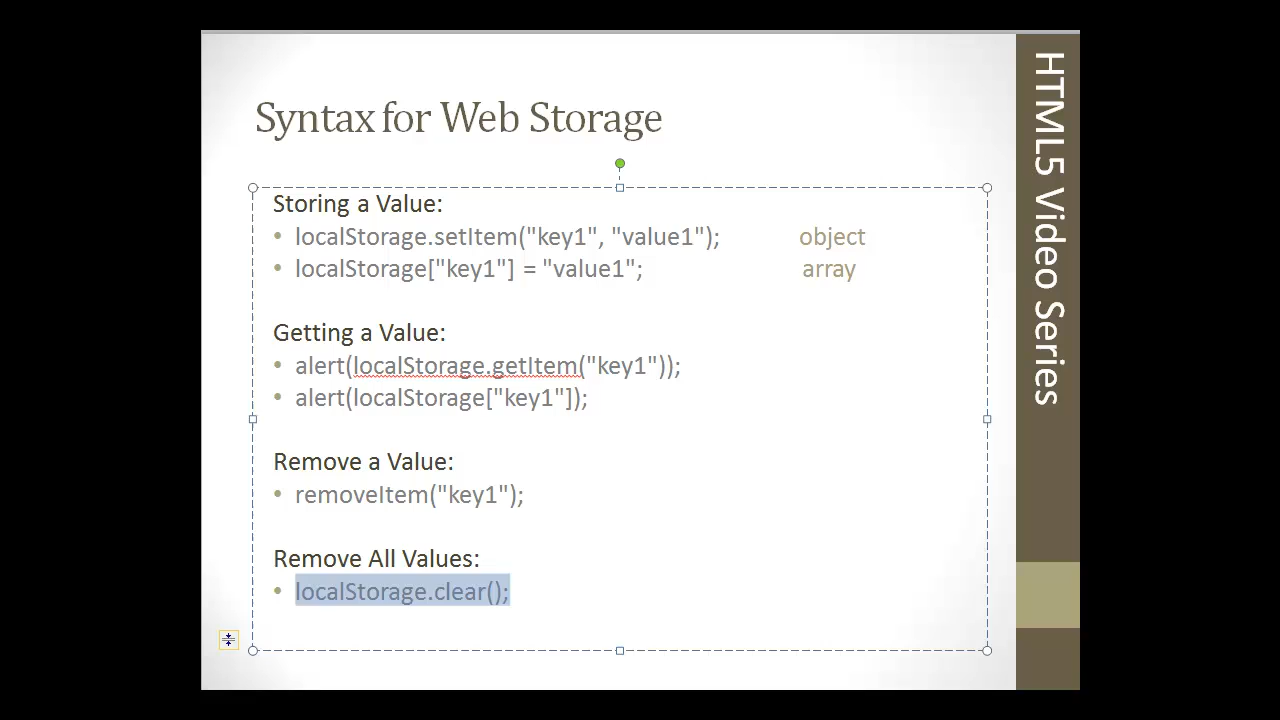 Syntax for Web Storage
Storing a Value:
• localStorage.setItem("key1", "value1"); object
• localStorage["key1"] = "value1"; array
Getting a Value:
• alert(localStorage.getItem("key1"));
• alert(localStorage["key1"]);
Remove a Value:
• removeItem("key1");
Remove All Values:
• localStorage.clear();
HTML5 Video Series